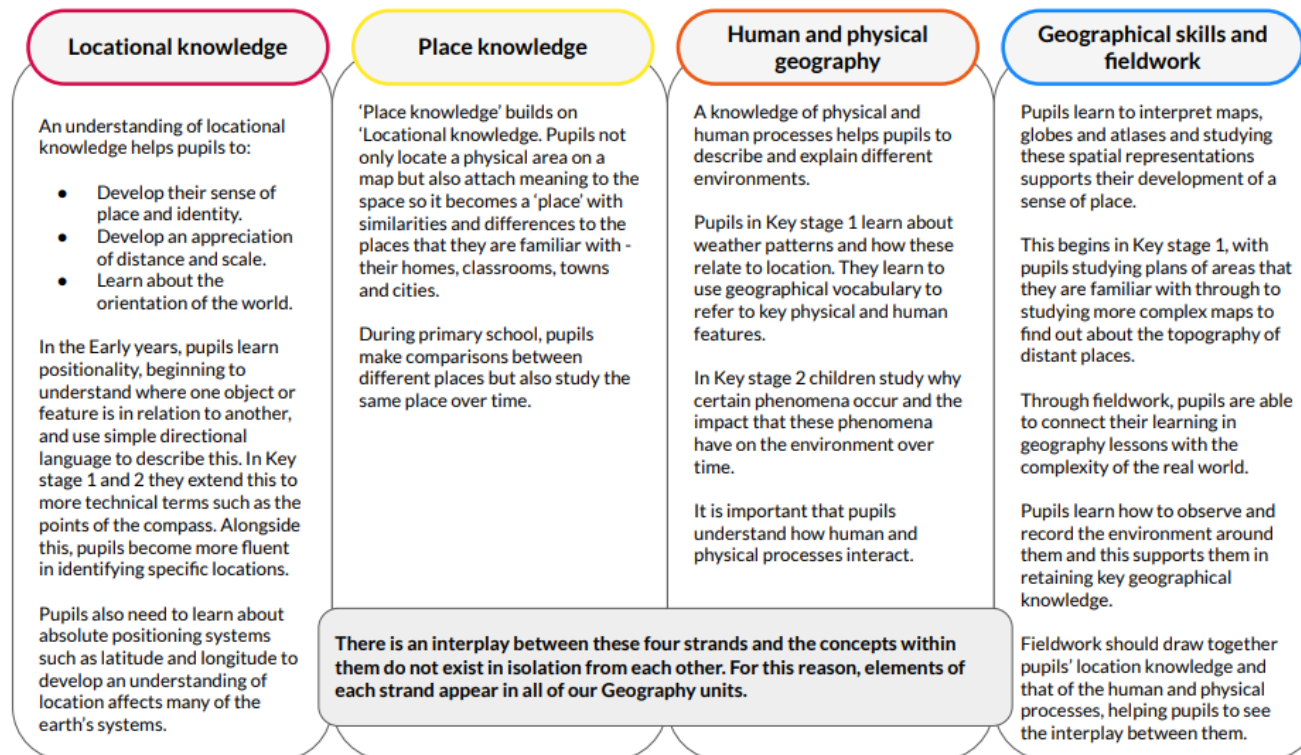 Locational knowledge
An understanding of locational
knowledge helps pupils to:
● Develop their sense of
place and identity.
● Develop an appreciation
of distance and scale.
● Learn about the
orientation of the world.
In the Early years, pupils learn
positionality, beginning to
understand where one object or
feature is in relation to another,
and use simple directional
language to describe this. In Key
stage 1 and 2 they extend this to
more technical terms such as the
points of the compass. Alongside
this, pupils become more fluent
in identifying specific locations.
Pupils also need to learn about
absolute positioning systems
such as latitude and longitude to
develop an understanding of
location affects many of the
earth's systems.
Place knowledge
'Place knowledge' builds on
'Locational knowledge. Pupils not
only locate a physical area on a
map but also attach meaning to the
space so it becomes a 'place' with
similarities and differences to the
places that they are familiar with -
their homes, classrooms, towns
and cities.
During primary school, pupils
make comparisons between
different places but also study the
same place over time.
Human and physical
geography
A knowledge of physical and
human processes helps pupils to
describe and explain different
environments.
Pupils in Key stage 1 learn about
weather patterns and how these
relate to location. They learn to
use geographical vocabulary to
refer to key physical and human
features.
In Key stage 2 children study why
certain phenomena occur and the
impact that these phenomena
have on the environment over
time.
It is important that pupils
understand how human and
physical processes interact.
Geographical skills and
fieldwork
Pupils learn to interpret maps,
globes and atlases and studying
these spatial representations
supports their development of a
sense of place.
This begins in Key stage 1, with
pupils studying plans of areas that
they are familiar with through to
studying more complex maps to
find out about the topography of
distant places.
Through fieldwork, pupils are able
to connect their learning in
geography lessons with the
complexity of the real world.
Pupils learn how to observe and
record the environment around
them and this supports them in
retaining key geographical
knowledge.
Fieldwork should draw together
pupils' location knowledge and
that of the human and physical
processes, helping pupils to see
the interplay between them.
There is an interplay between these four strands and the concepts within
them do not exist in isolation from each other. For this reason, elements of
each strand appear in all of our Geography units.